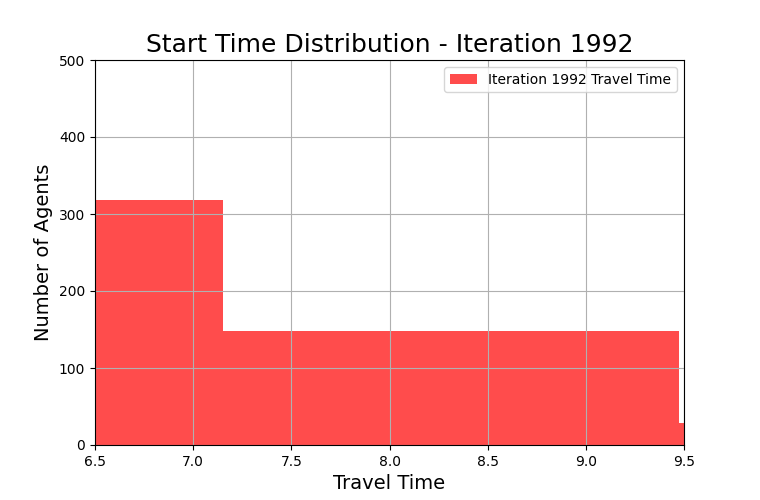 Start Time Distribution - Iteration 1992
Iteration 1992 Travel Time
Number of Agents
500
400
300
200
100
0
6.5 7.0 7.5 8.0 8.5 9.0 9.5
Travel Time